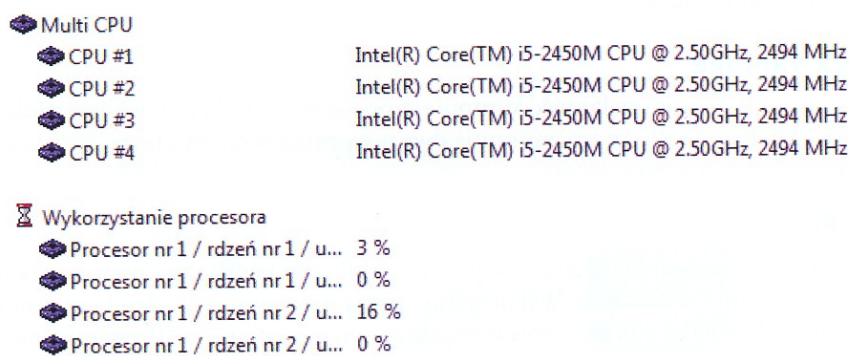 Multi CPU
CPU #1 Intel(R) Core(TM) i5-2450M CPU @ 2.50GHz, 2494 MHz
CPU #2 Intel(R) Core(TM) i5-2450M CPU @ 2.50GHz, 2494 MHz
CPU #3 Intel(R) Core(TM) i5-2450M CPU @ 2.50GHz, 2494 MHz
CPU #4 Intel(R) Core(TM) i5-2450M CPU @ 2.50GHz, 2494 MHz
Wykorzystanie procesora
Procesor nr 1 / rdzeń nr 1 / u... 3 %
Procesor nr 1 / rdzeń nr 1 / u... 0 %
Procesor nr 1 / rdzeń nr 2 / u... 16 %
Procesor nr 1 / rdzeń nr 2 / u... 0 %